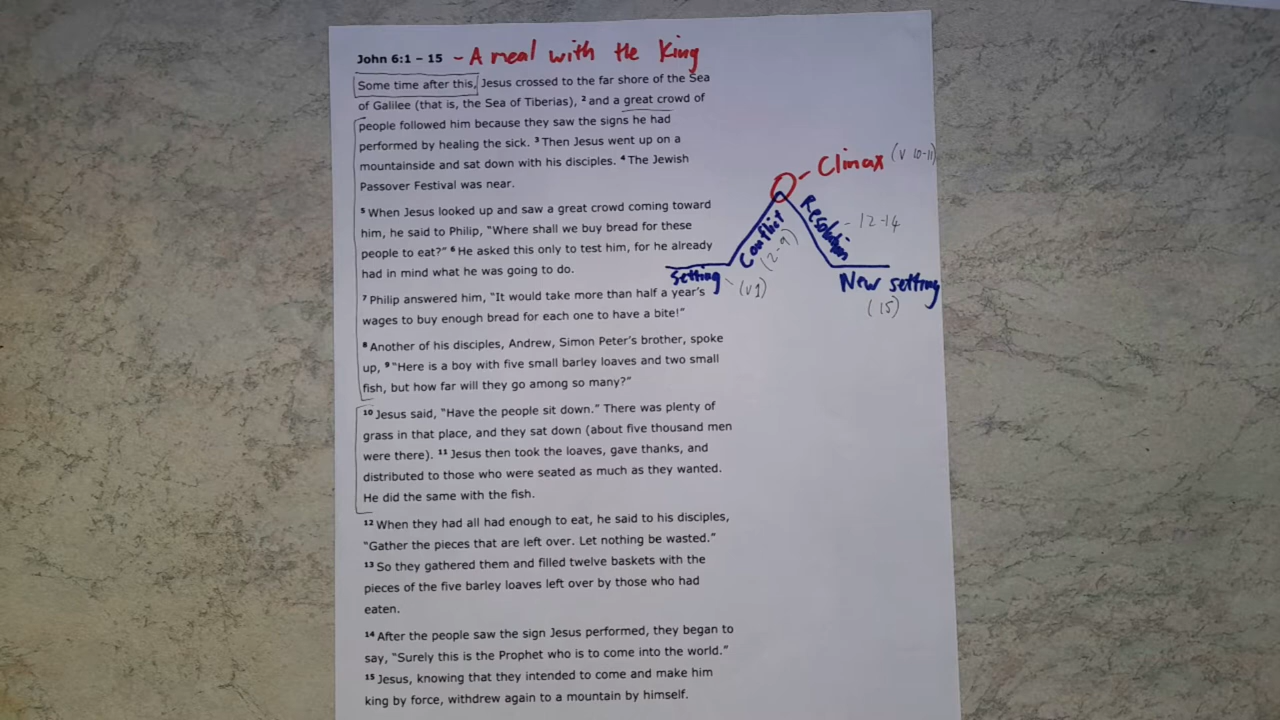 John 6:1 – 15 - A meal with the King
Some time after this, Jesus crossed to the far shore of the Sea
of Galilee (that is, the Sea of Tiberias), ² and a great crowd of
people followed him because they saw the signs he had
performed by healing the sick. ³ Then Jesus went up on a
mountainside and sat down with his disciples. ⁴ The Jewish
Passover Festival was near.
⁵ When Jesus looked up and saw a great crowd coming toward
him, he said to Philip, “Where shall we buy bread for these
people to eat?” ⁶ He asked this only to test him, for he already
had in mind what he was going to do.
⁷ Philip answered him, “It would take more than half a year’s
wages to buy enough bread for each one to have a bite!”
⁸ Another of his disciples, Andrew, Simon Peter’s brother, spoke
up, ⁹ “Here is a boy with five small barley loaves and two small
fish, but how far will they go among so many?”
¹⁰ Jesus said, “Have the people sit down.” There was plenty of
grass in that place, and they sat down (about five thousand men
were there). ¹¹ Jesus then took the loaves, gave thanks, and
distributed to those who were seated as much as they wanted.
He did the same with the fish.
¹² When they had all had enough to eat, he said to his disciples,
“Gather the pieces that are left over. Let nothing be wasted.”
¹³ So they gathered them and filled twelve baskets with the
pieces of the five barley loaves left over by those who had
eaten.
¹⁴ After the people saw the sign Jesus performed, they began to
say, “Surely this is the Prophet who is to come into the world.”
¹⁵ Jesus, knowing that they intended to come and make him
king by force, withdrew again to a mountain by himself.
Setting - (v1)
Conflict
(2-9)
- Climax (v 10-11)
Resolution - 12-14
New setting
(15)